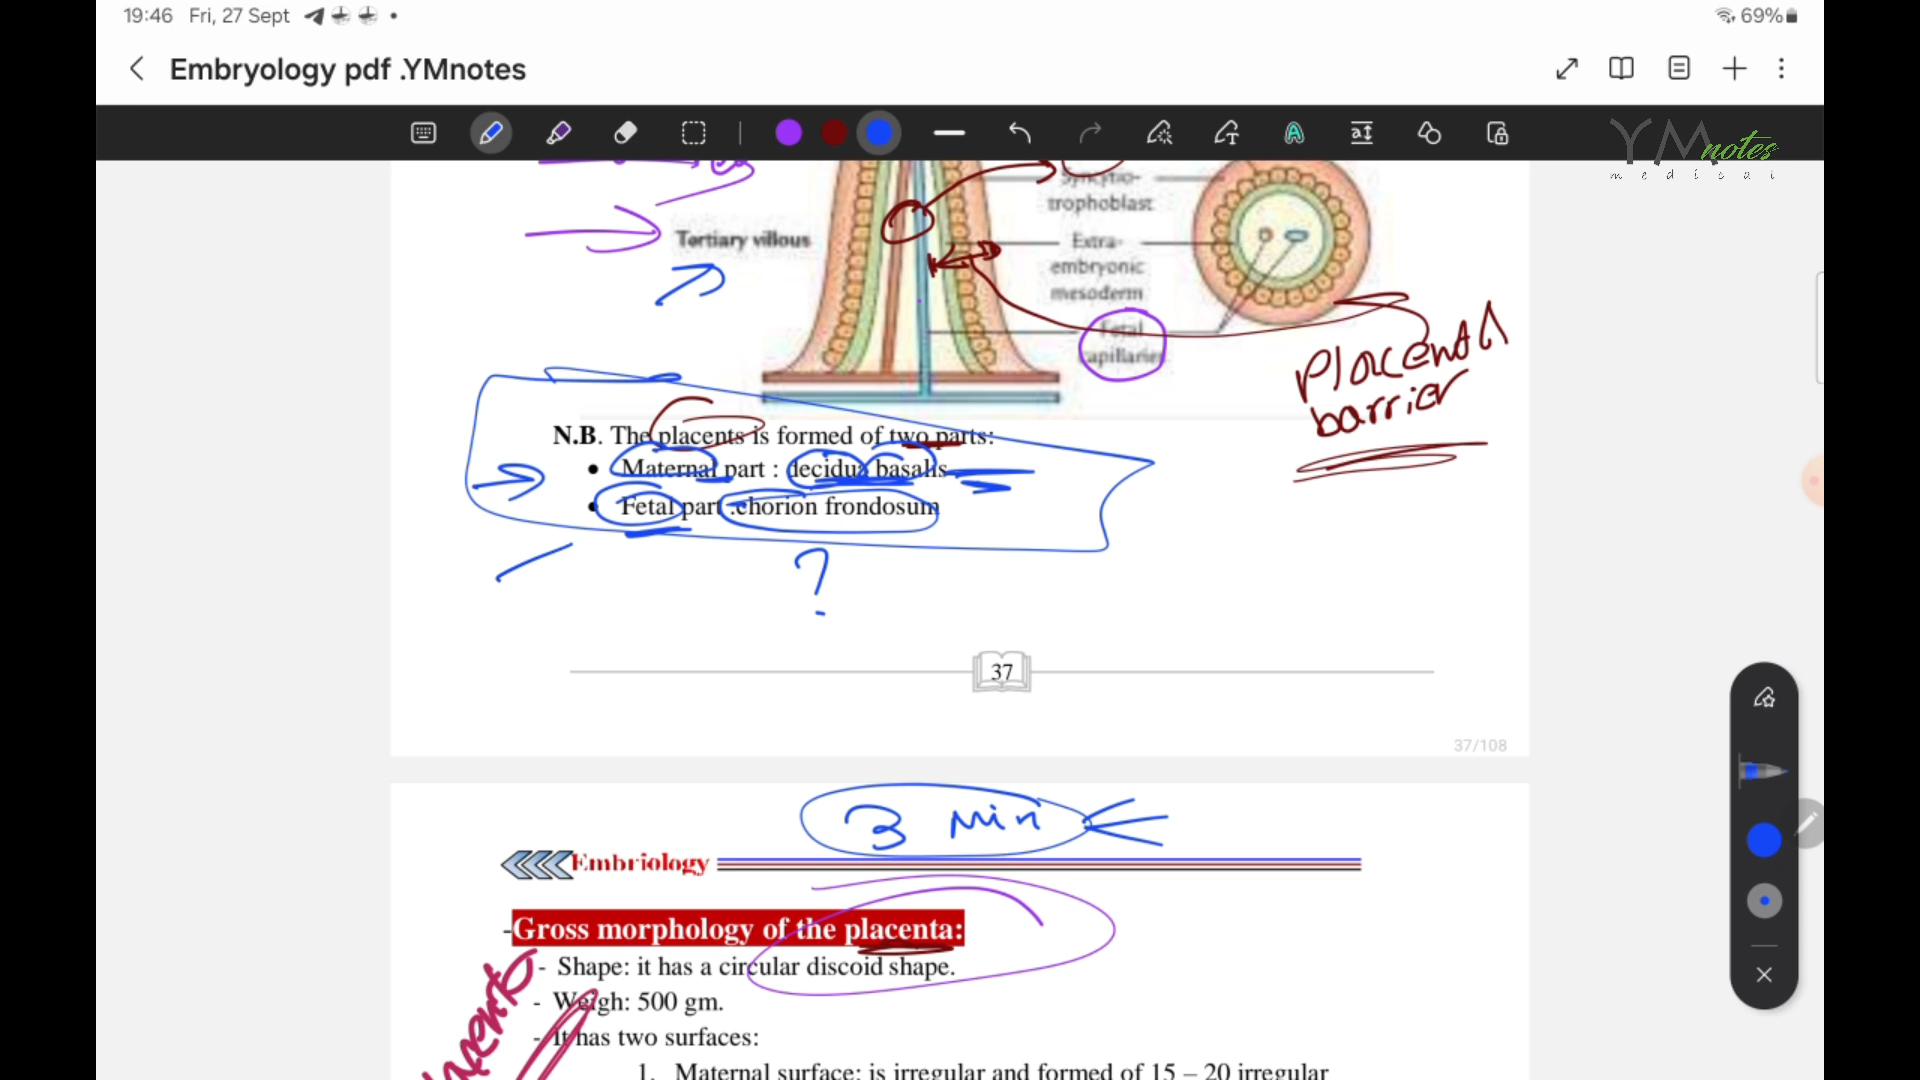 19:46 Fri, 27 Sept
69%
Embryology pdf .YMnotes
YMnotes
medical
Syncytio-
trophoblast
Tertiary villous
Extra-
embryonic
mesoderm
Fetal
capillaries
Placental
barrier
N.B. The placents is formed of two parts:
• Maternal part : decidua basalis
• Fetal part :chorion frondosum
?
37
37/108
3 Min
Embriology
-Gross morphology of the placenta:
- Shape: it has a circular discoid shape.
- Weigh: 500 gm.
- It has two surfaces:
1. Maternal surface: is irregular and formed of 15 – 20 irregular